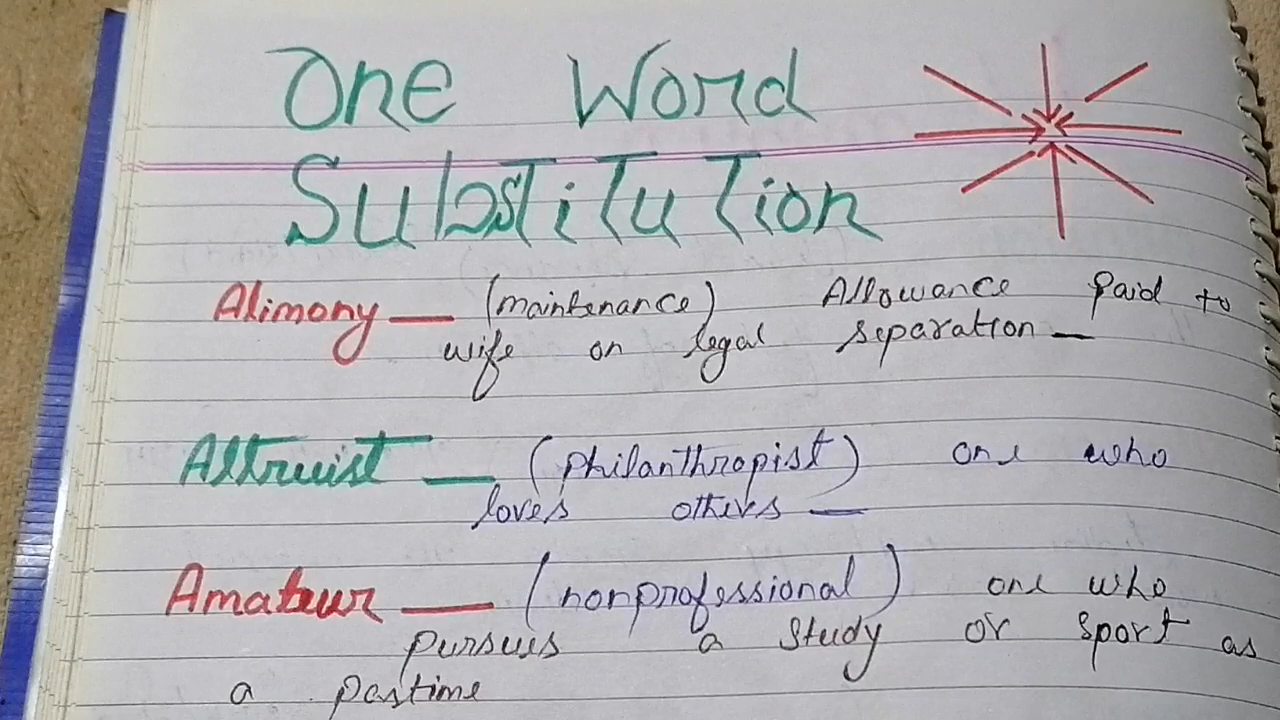 One Word
Substitution
Alimony — (maintenance) Allowance Paid to
wife on legal separation —
Altruist — (Philanthropist) one who
loves others —
Amateur — (nonprofessional) one who
pursues a study or sport as
a pastime